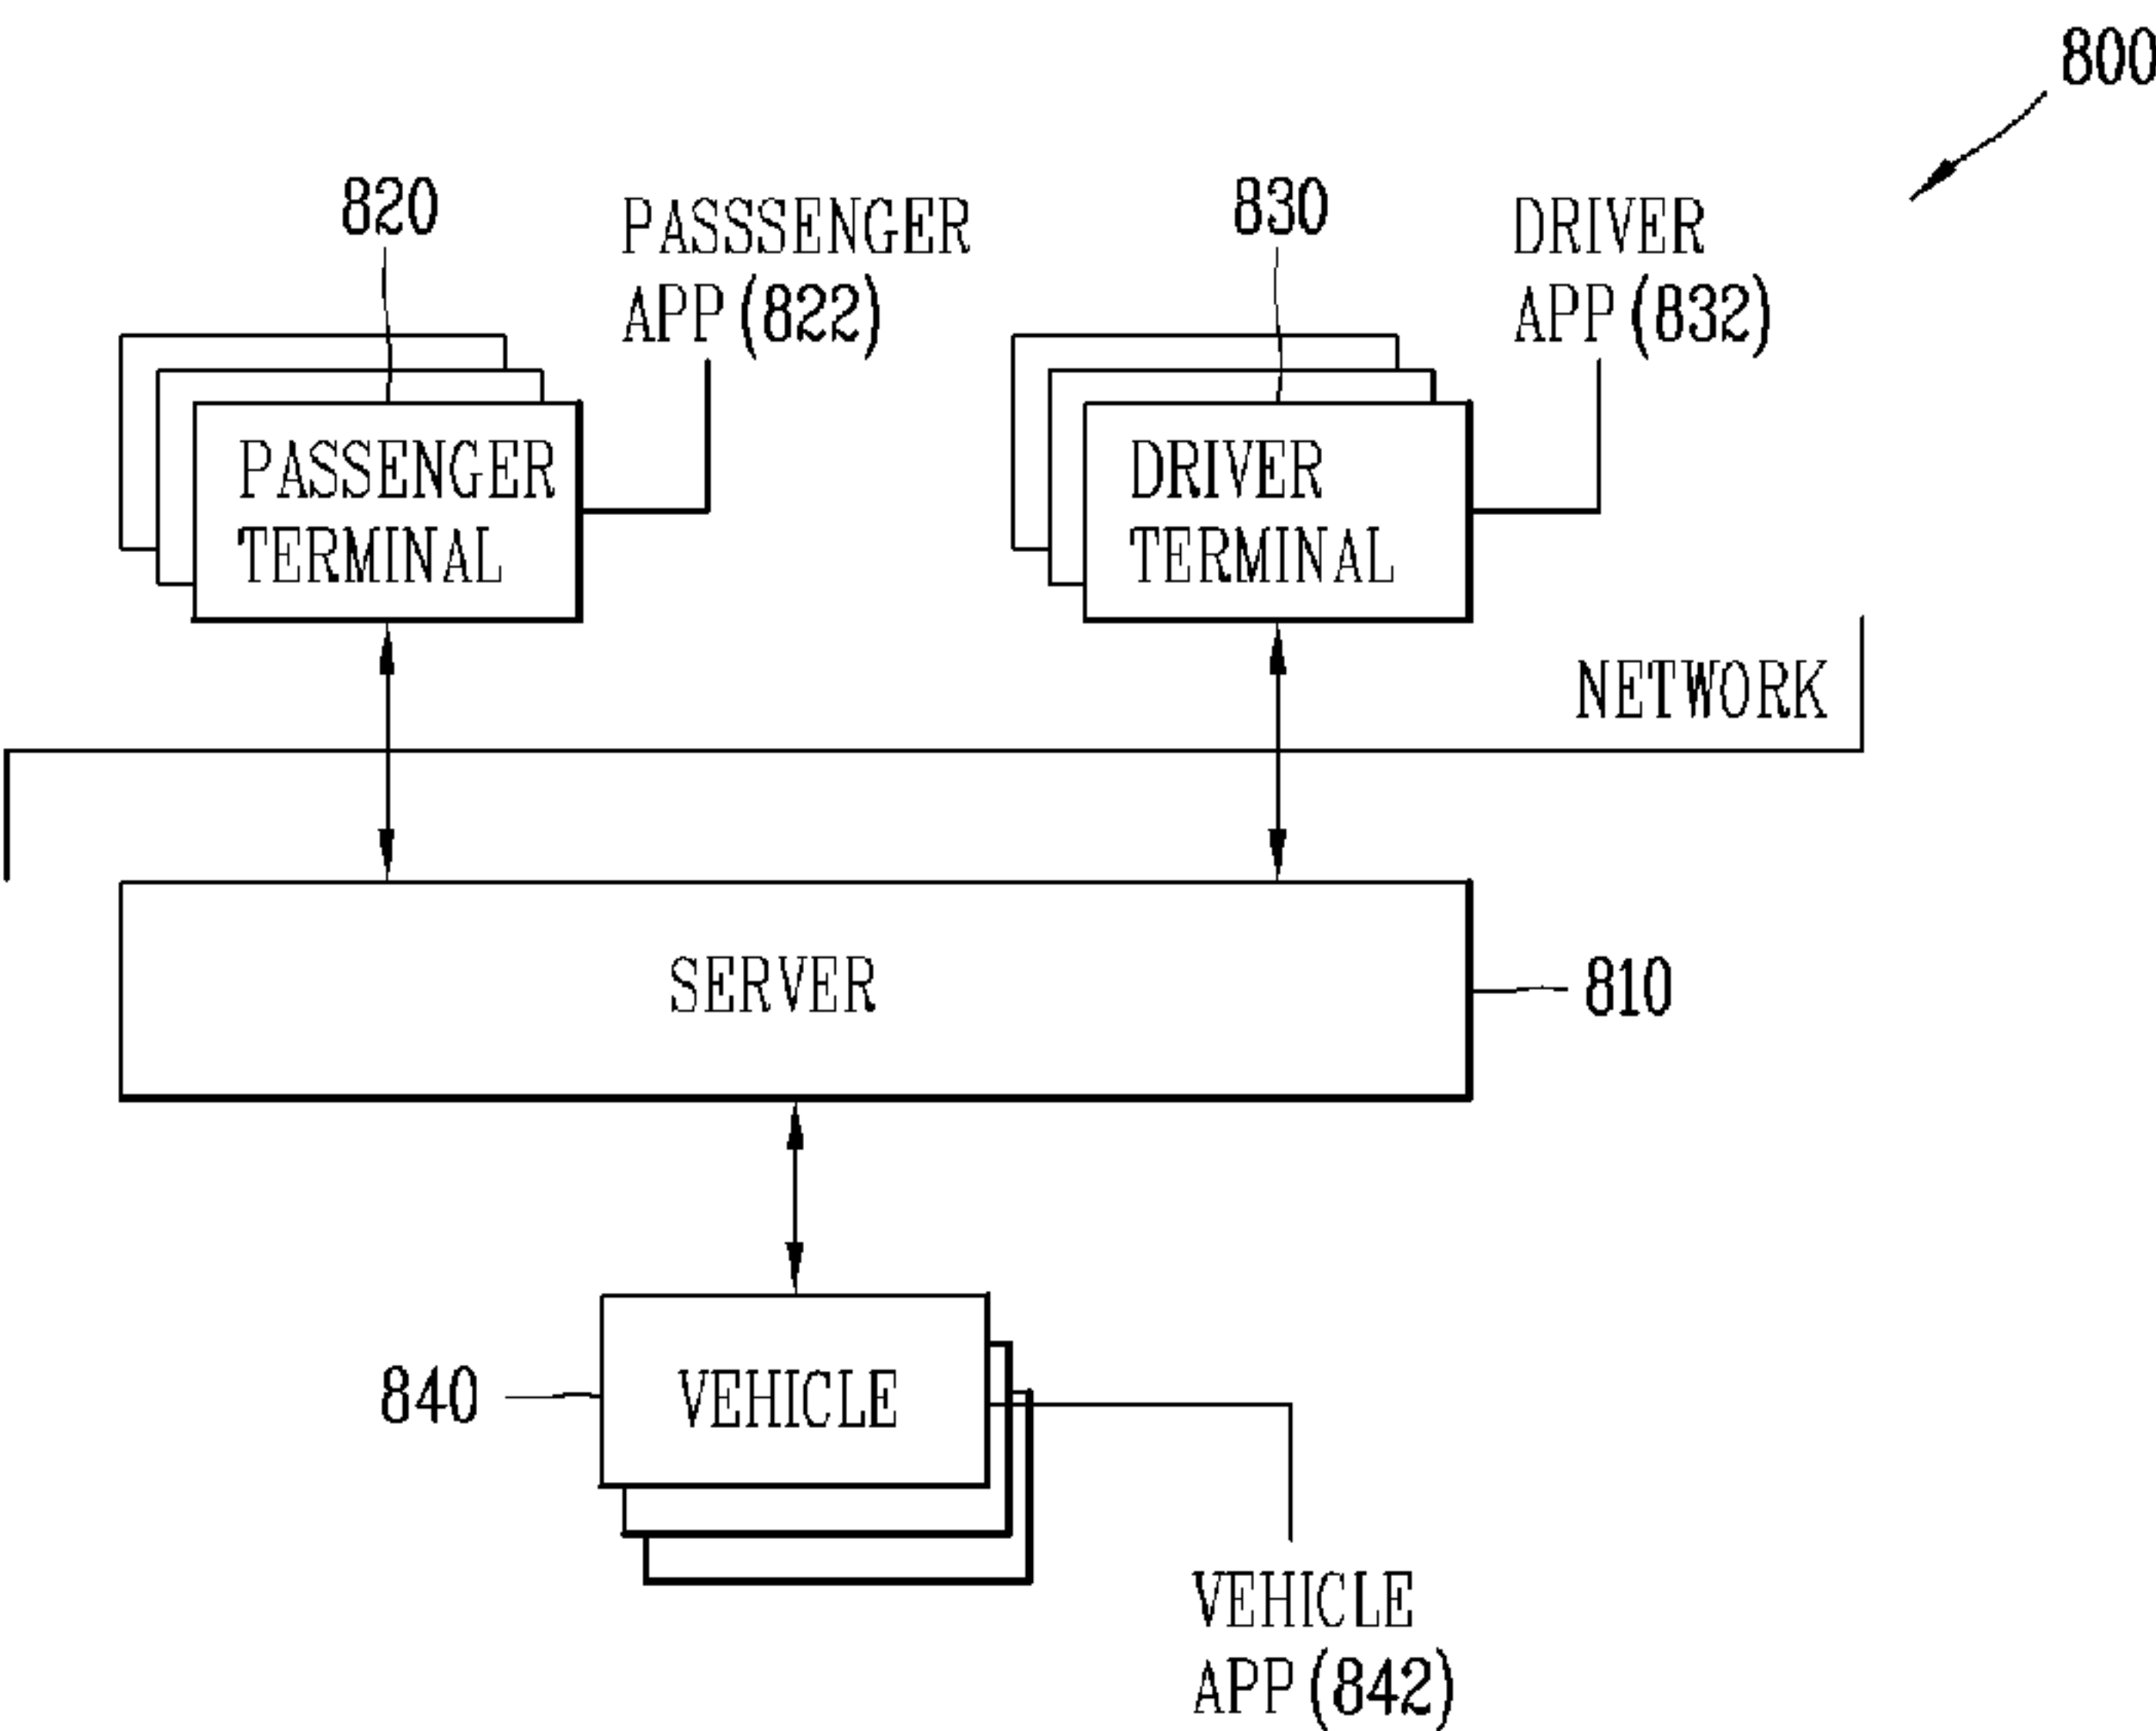 800
820
PASSSENGER
APP(822)
830
DRIVER
APP(832)
PASSENGER
TERMINAL
DRIVER
TERMINAL
NETWORK
SERVER
810
840
VEHICLE
VEHICLE
APP(842)